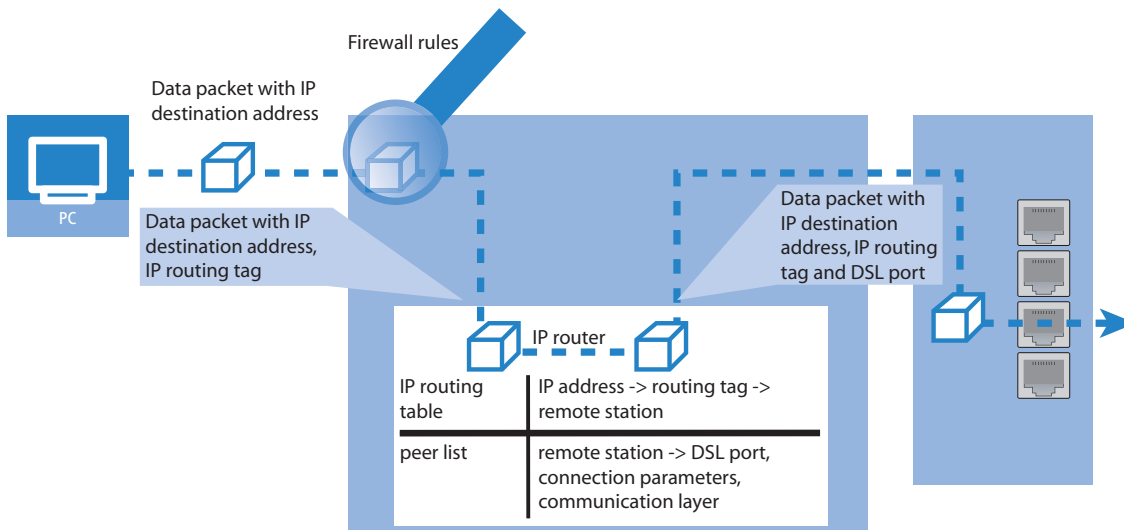 Firewall rules
Data packet with IP
destination address
PC
Data packet with IP
destination address,
IP routing tag
Data packet with
IP destination
address, IP routing
tag and DSL port
IP router
IP routing
table
IP address -> routing tag ->
remote station
peer list
remote station -> DSL port,
connection parameters,
communication layer